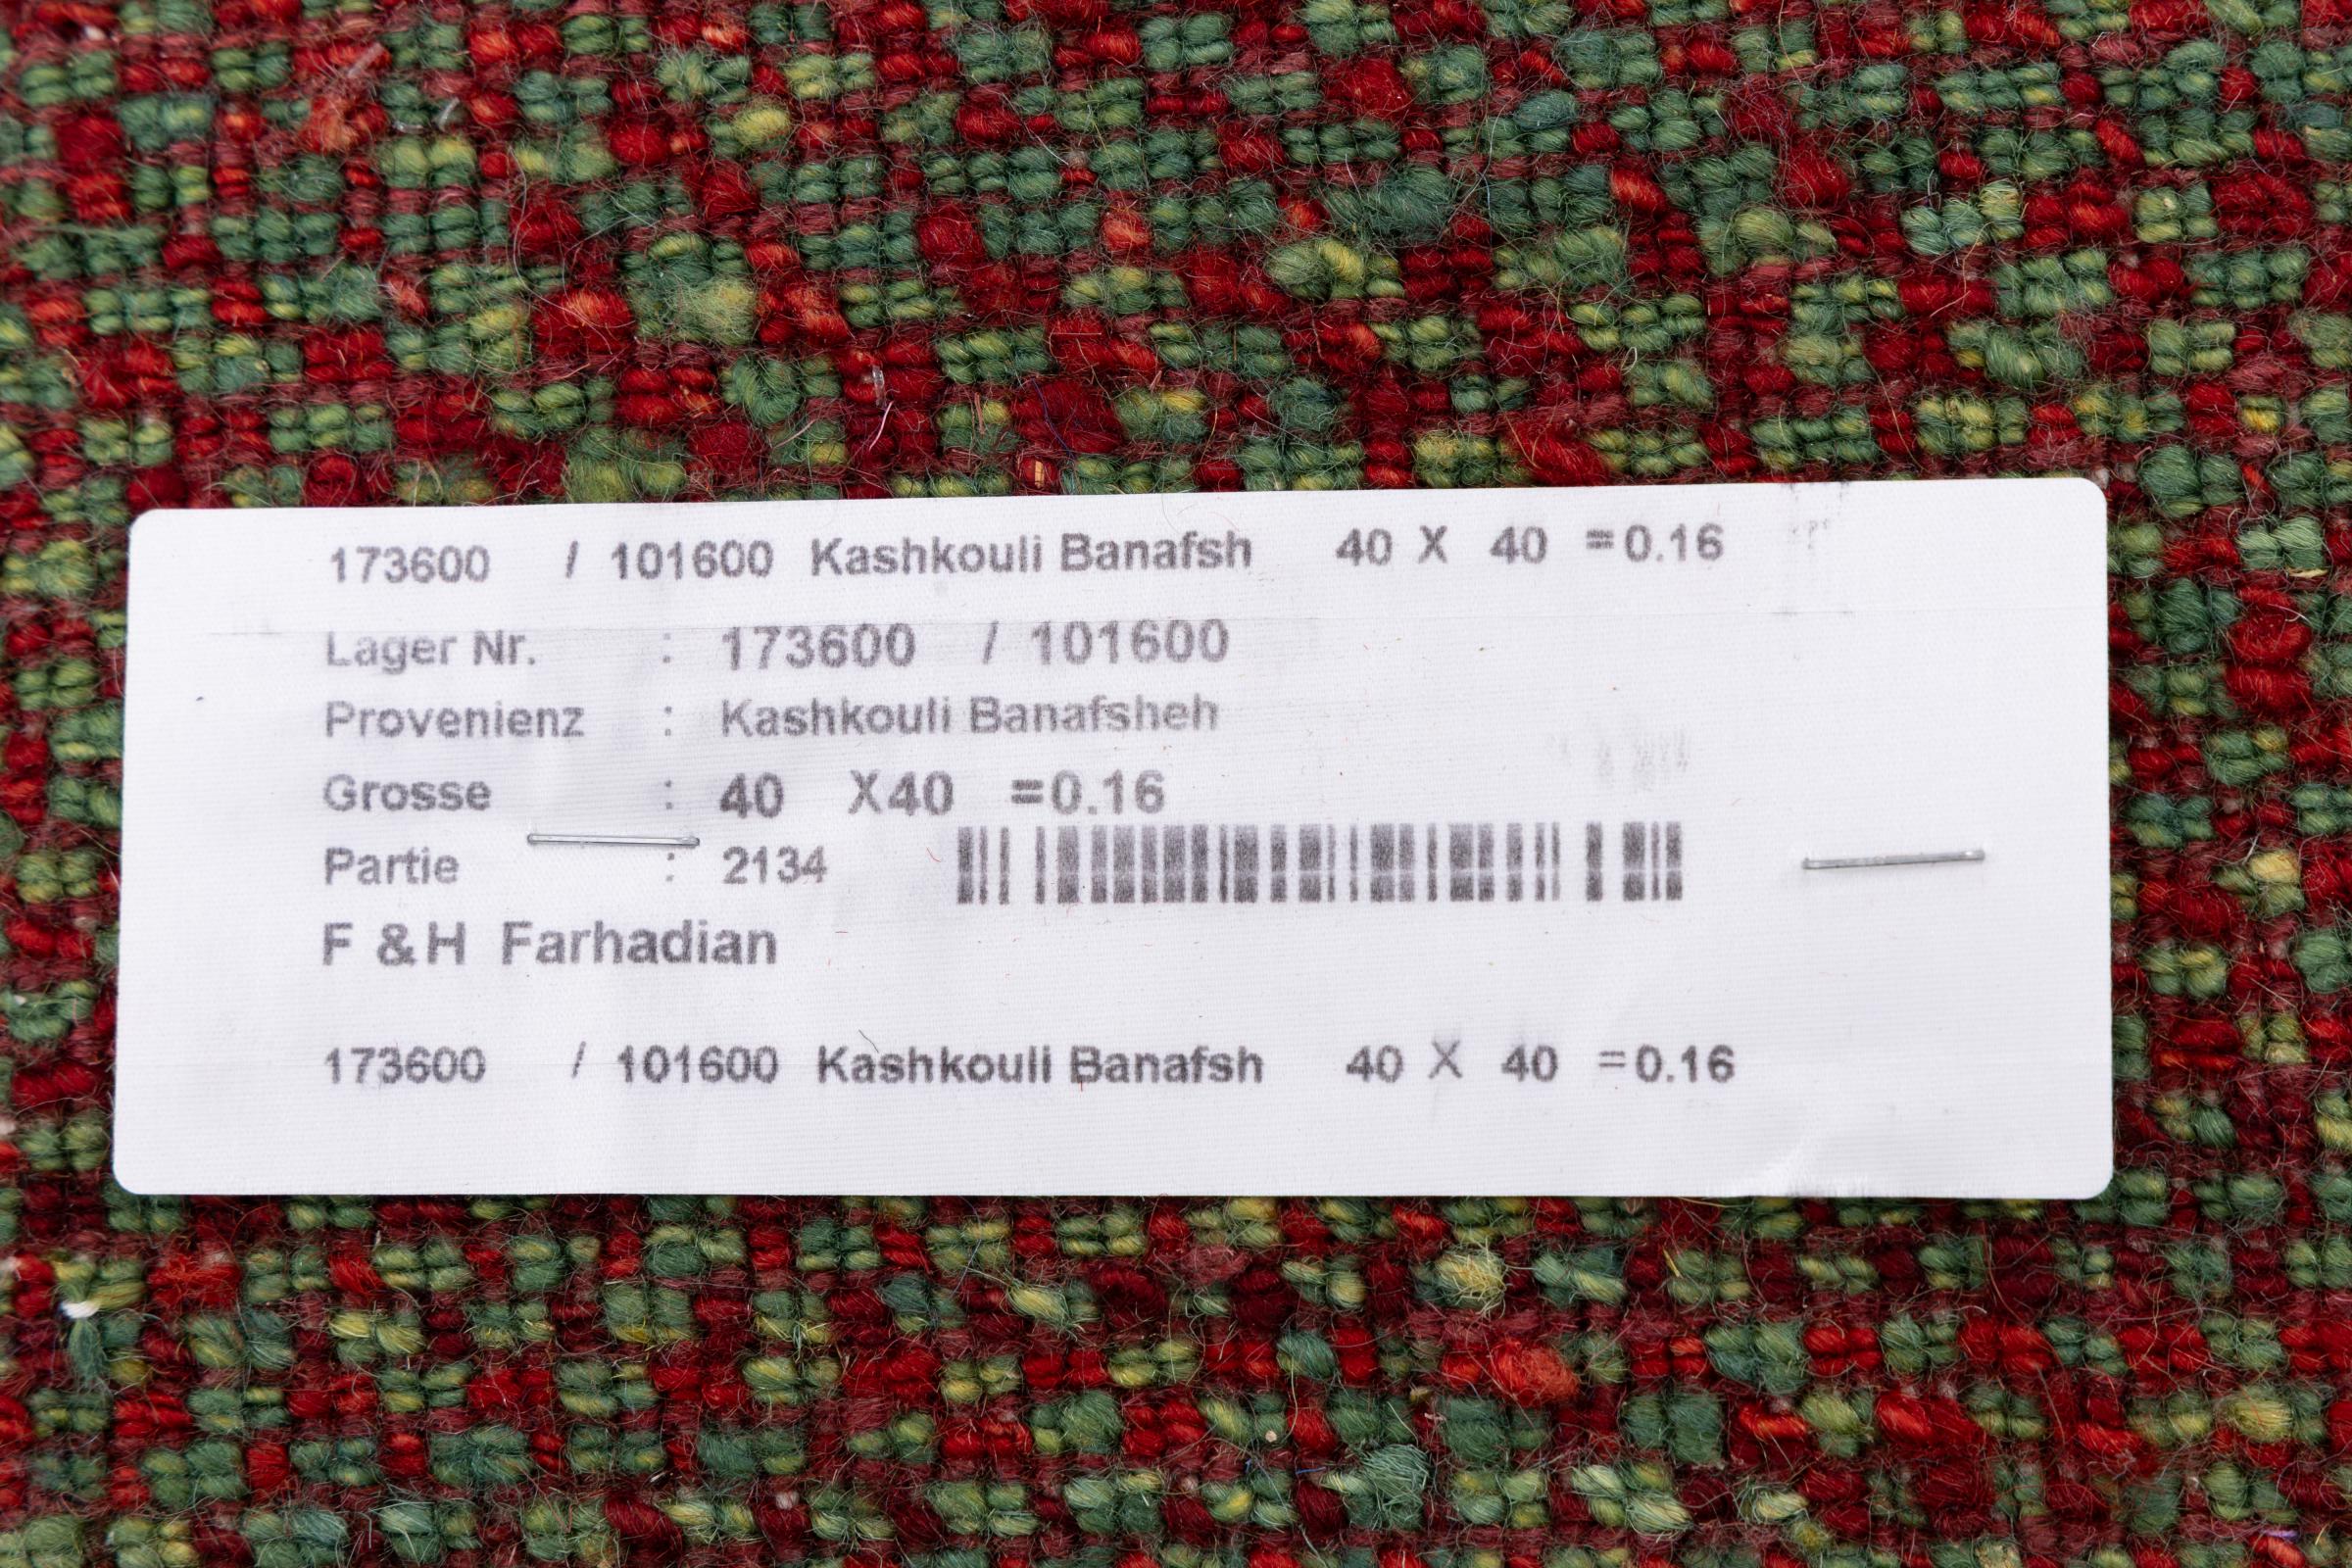 173600 / 101600 Kashkouli Banafsh 40 X 40 =0.16
Lager Nr. : 173600 / 101600
Provenienz : Kashkouli Banafsheh
Grosse : 40 X40 =0.16
Partie : 2134
F & H Farhadian
173600 / 101600 Kashkouli Banafsh 40 X 40 =0.16